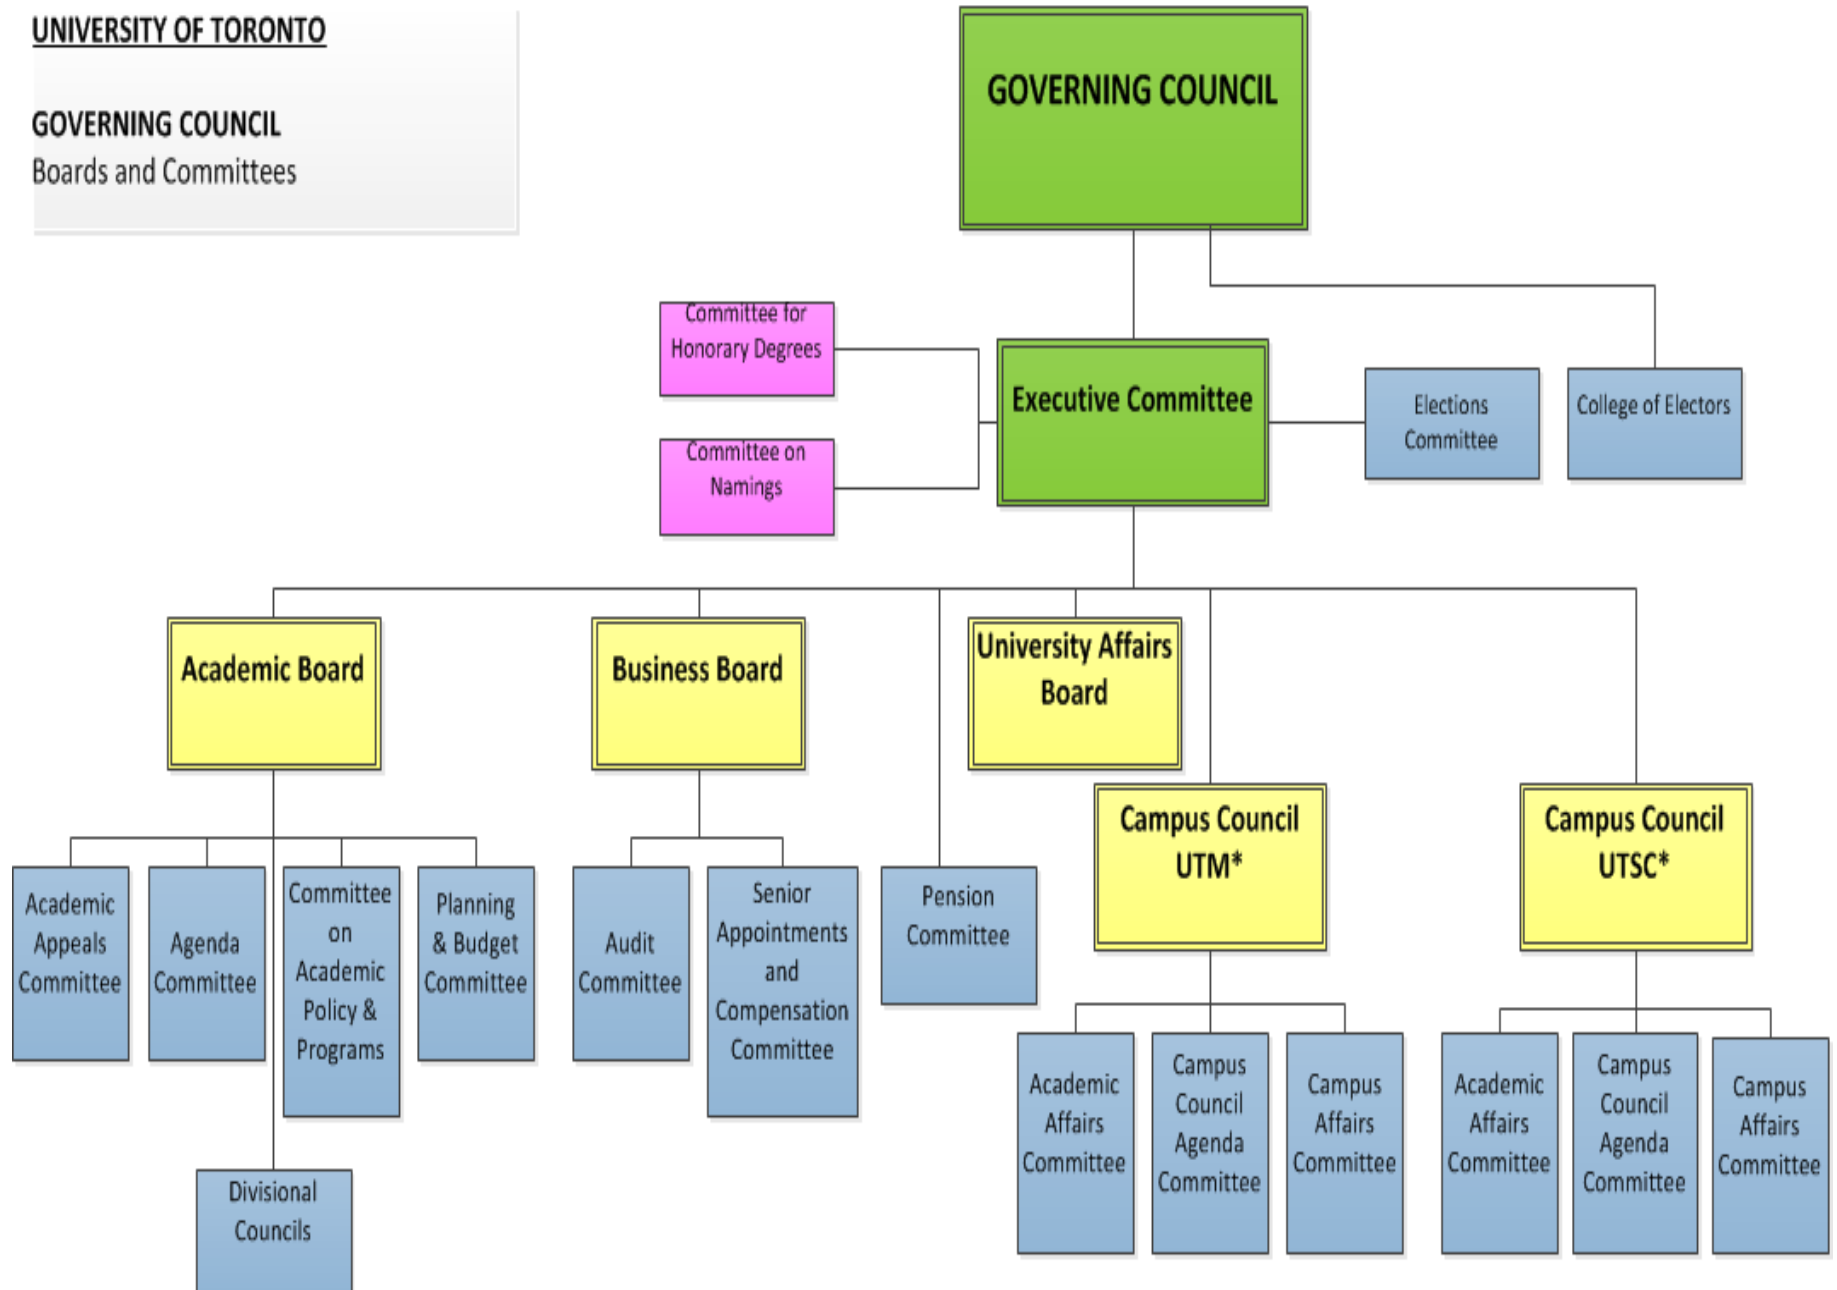 UNIVERSITY OF TORONTO
GOVERNING COUNCIL
Boards and Committees
GOVERNING COUNCIL
Committee for
Honorary Degrees
Committee on
Namings
Executive Committee
Elections
Committee
College of Electors
Academic Board
Business Board
University Affairs
Board
Campus Council
UTM*
Campus Council
UTSC*
Academic
Appeals
Committee
Agenda
Committee
Committee
on
Academic
Policy &
Programs
Planning
& Budget
Committee
Audit
Committee
Senior
Appointments
and
Compensation
Committee
Pension
Committee
Academic
Affairs
Committee
Campus
Council
Agenda
Committee
Campus
Affairs
Committee
Academic
Affairs
Committee
Campus
Council
Agenda
Committee
Campus
Affairs
Committee
Divisional
Councils